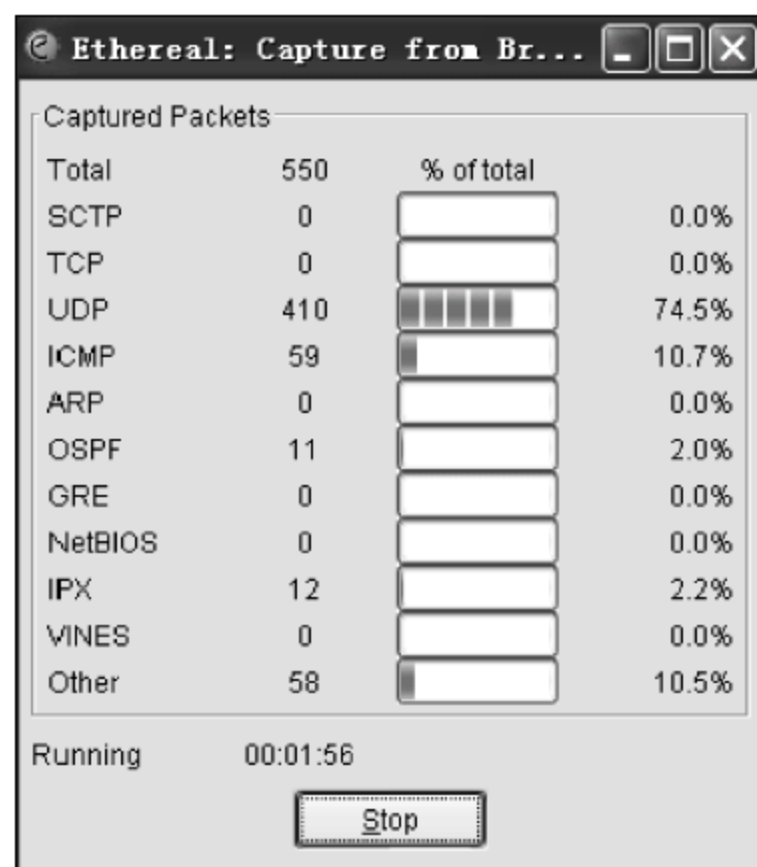 Ethereal: Capture from Br...
Captured Packets
Total 550 % of total
SCTP 0 0.0%
TCP 0 0.0%
UDP 410 74.5%
ICMP 59 10.7%
ARP 0 0.0%
OSPF 11 2.0%
GRE 0 0.0%
NetBIOS 0 0.0%
IPX 12 2.2%
VINES 0 0.0%
Other 58 10.5%
Running 00:01:56
Stop